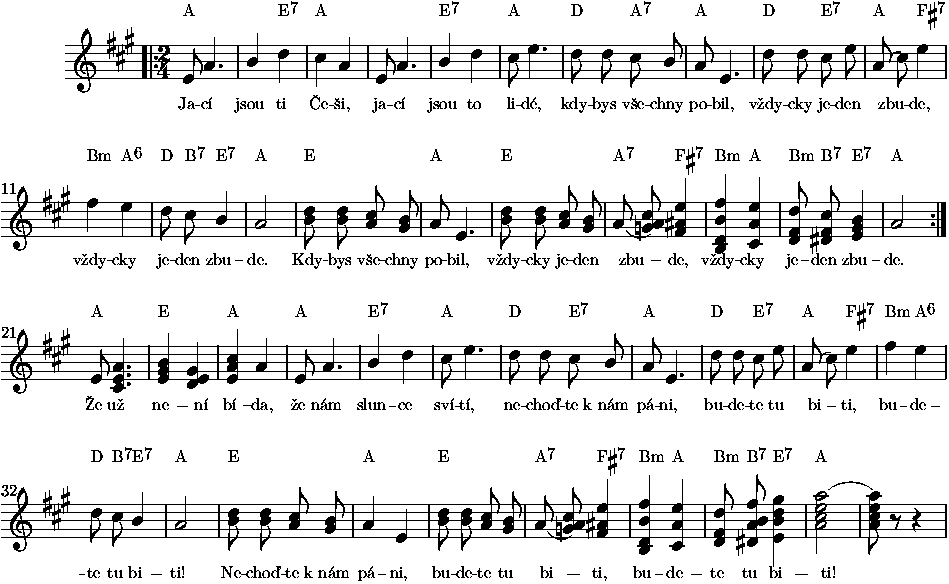 A E7 A E7 A D A7 A D E7 A F♯7
2
4
Ja-cí jsou ti Če-ši, ja-cí jsou to li-dé, kdy-bys vše-chny po-bil, vždy-cky je-den zbu-de,
Bm A6 D B7 E7 A E A E A7 F♯7 Bm A Bm B7 E7 A
11
vždy-cky je-den zbu-de. Kdy-bys vše-chny po-bil, vždy-cky je-den zbu – de, vždy-cky je – den zbu – de.
A E A A E7 A D E7 A D E7 A F♯7 Bm A6
21
Že už ne – ní bí –da, že nám slun – ce sví-tí, ne-choď-te k nám pá-ni, bu-de-te tu bi – ti, bu-de –
D B7 E7 A E A E A7 F♯7 Bm A Bm B7 E7 A
32
-te tu bi – ti! Ne-choď-te k nám pá – ni, bu-de-te tu bi – ti, bu – de – te tu bi – ti!